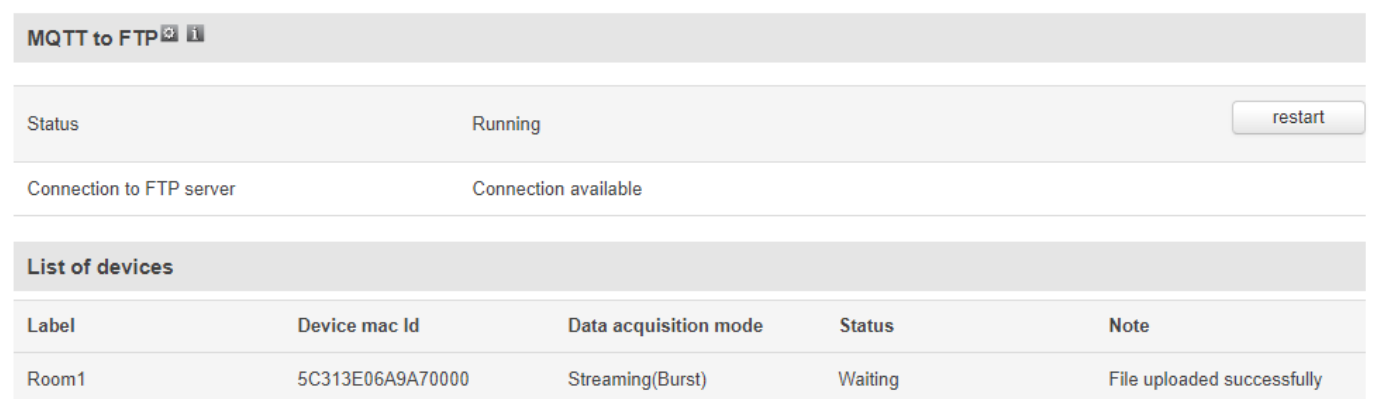 MQTT to FTP
Status Running restart
Connection to FTP server Connection available
List of devices
Label Device mac Id Data acquisition mode Status Note
Room1 5C313E06A9A70000 Streaming(Burst) Waiting File uploaded successfully